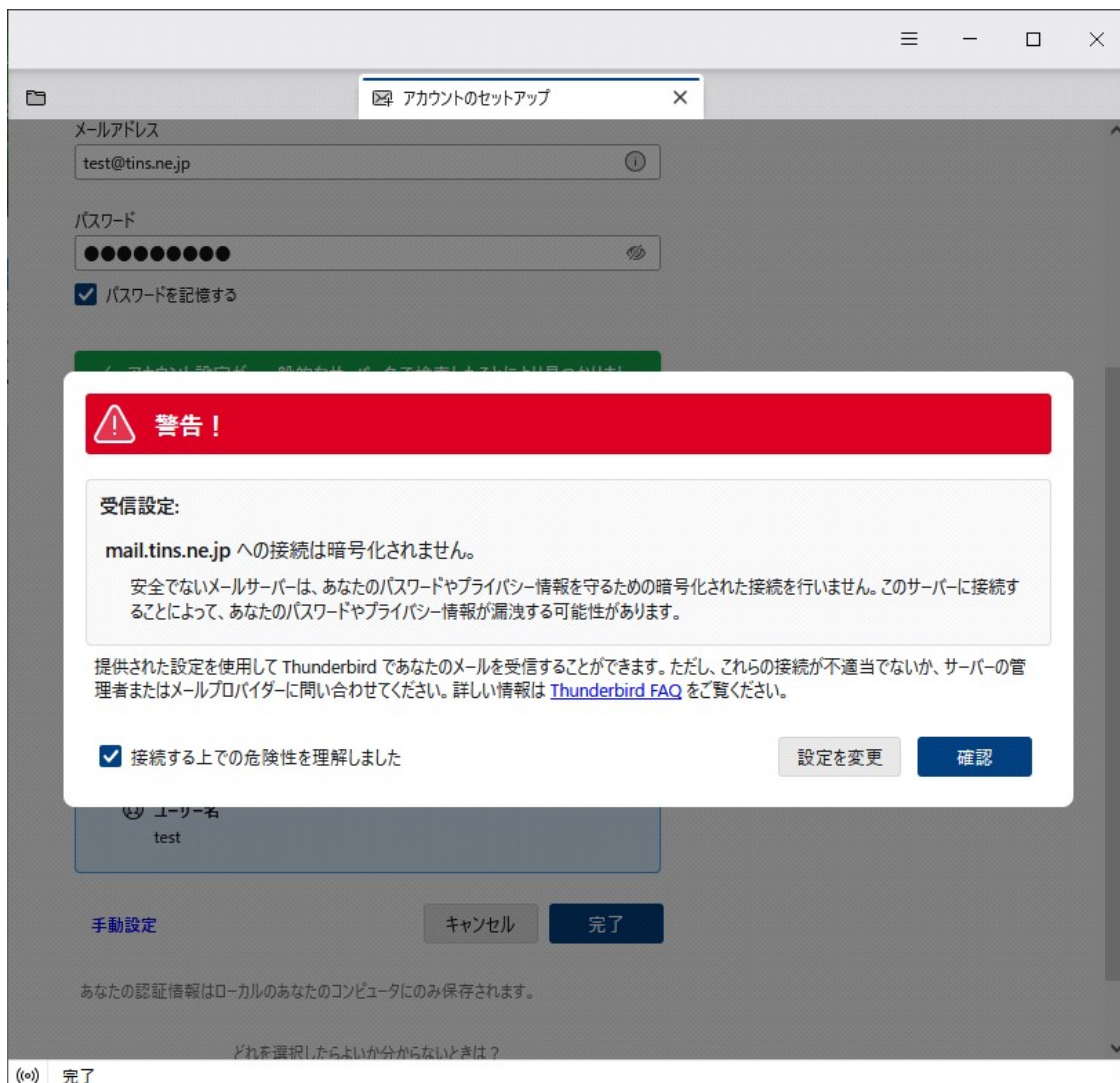 アカウントのセットアップ
メールアドレス
test@tins.ne.jp
パスワード
●●●●●●●●●
パスワードを記憶する
警告！
受信設定:
mail.tins.ne.jp への接続は暗号化されません。
安全でないメールサーバーは、あなたのパスワードやプライバシー情報を守るための暗号化された接続を行いません。このサーバーに接続す
ることによって、あなたのパスワードやプライバシー情報が漏洩する可能性があります。
提供された設定を使用して Thunderbird であなたのメールを受信することができます。ただし、これらの接続が不適当でないか、サーバーの管
理者またはメールプロバイダーに問い合わせてください。詳しい情報は Thunderbird FAQ をご覧ください。
接続する上での危険性を理解しました
設定を変更
確認
ユーザー名
test
手動設定
キャンセル
完了
あなたの認証情報はローカルのあなたのコンピュータにのみ保存されます。
どれを選択したらよいか分からないときは？
完了